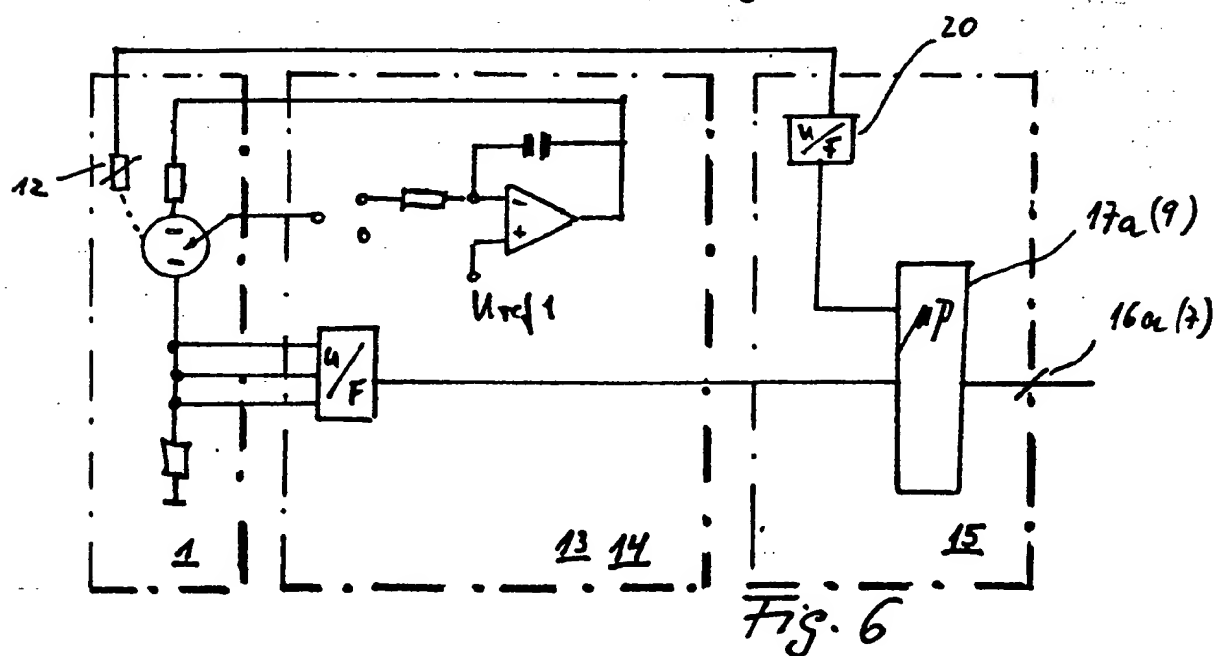 20
U/F
12
-
+
Uref 1
17a (9)
µP
16a (7)
U/F
1
13 14
15
Fig. 6